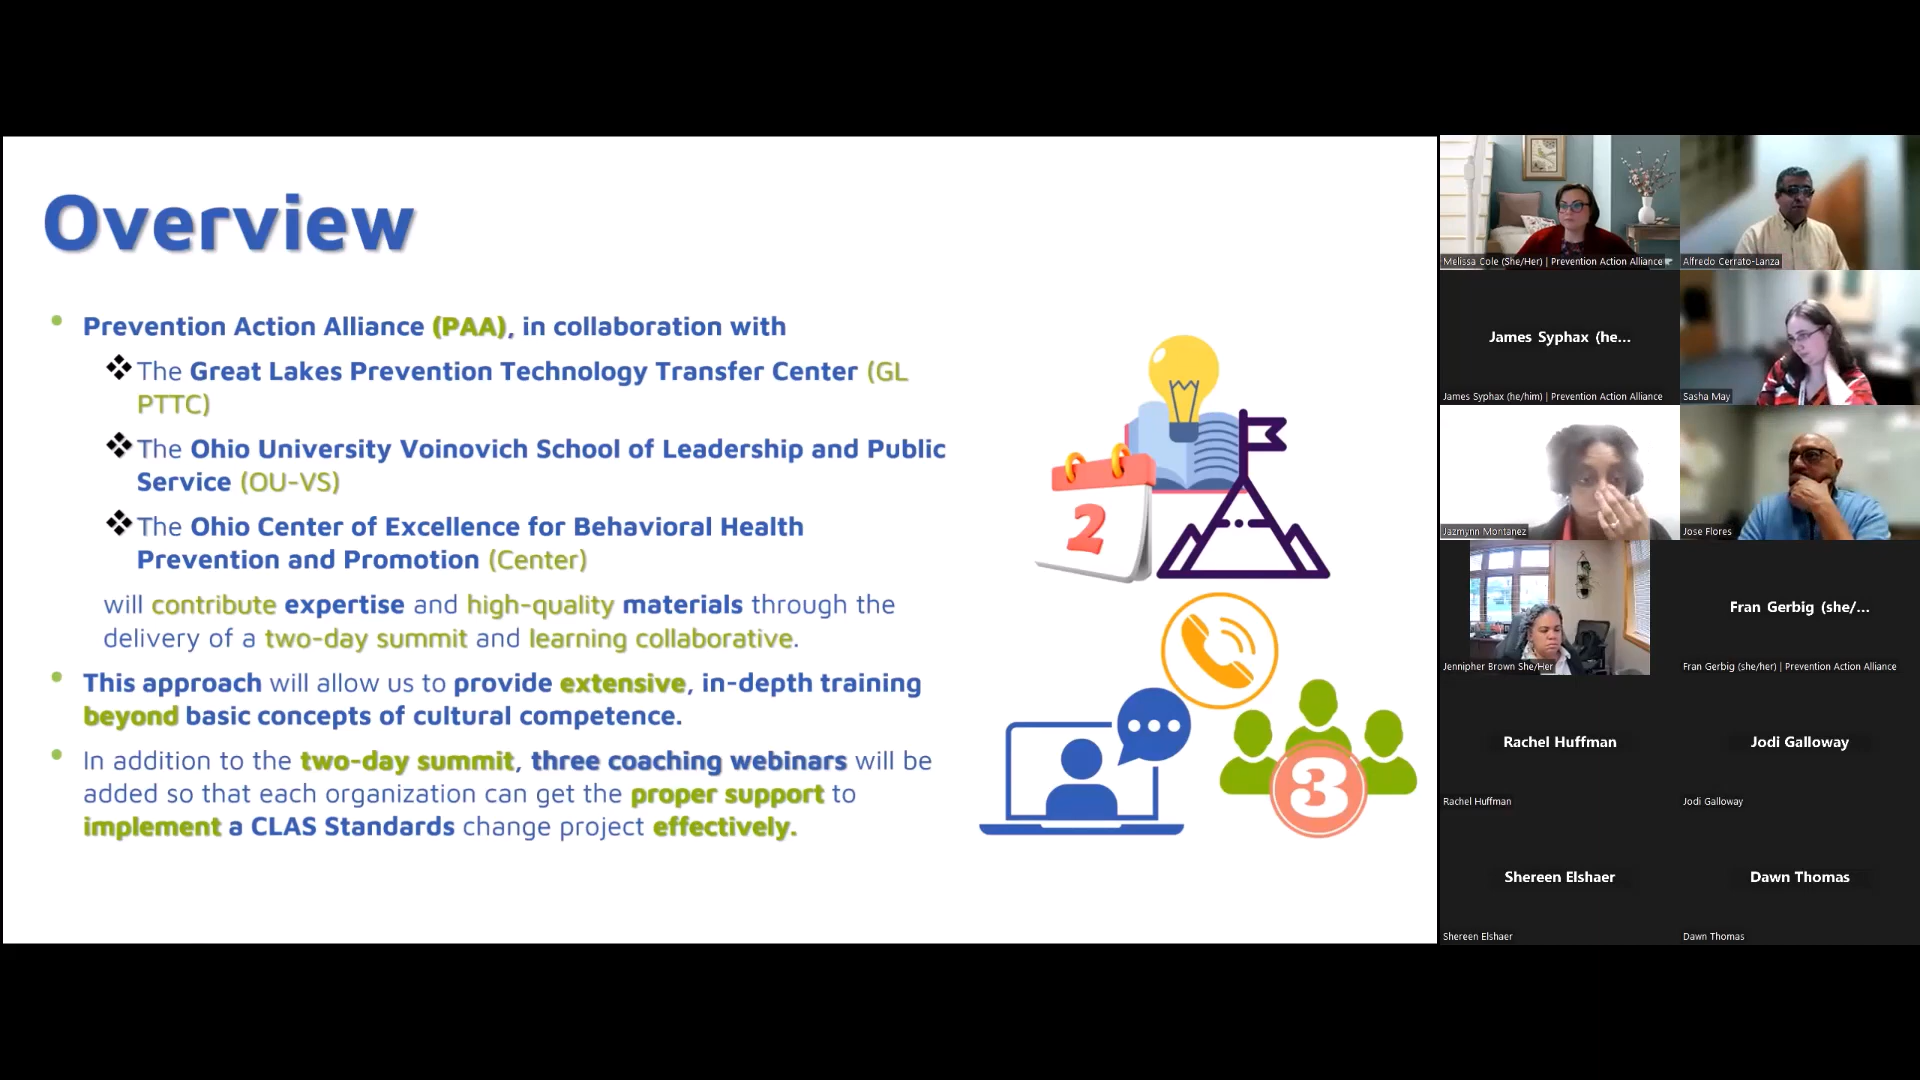 Overview
• Prevention Action Alliance (PAA), in collaboration with
❖ The Great Lakes Prevention Technology Transfer Center (GL
PTTC)
❖ The Ohio University Voinovich School of Leadership and Public
Service (OU-VS)
❖ The Ohio Center of Excellence for Behavioral Health
Prevention and Promotion (Center)
will contribute expertise and high-quality materials through the
delivery of a two-day summit and learning collaborative.
• This approach will allow us to provide extensive, in-depth training
beyond basic concepts of cultural competence.
• In addition to the two-day summit, three coaching webinars will be
added so that each organization can get the proper support to
implement a CLAS Standards change project effectively.
2
3
Melissa Cole (She/Her) | Prevention Action Alliance
Alfredo Cerrato-Lanza
James Syphax (he...
James Syphax (he/him) | Prevention Action Alliance
Sasha May
Jazmynn Montanez
Jose Flores
Jennipher Brown She/Her
Fran Gerbig (she/...
Fran Gerbig (she/her) | Prevention Action Alliance
Rachel Huffman
Rachel Huffman
Jodi Galloway
Jodi Galloway
Shereen Elshaer
Shereen Elshaer
Dawn Thomas
Dawn Thomas